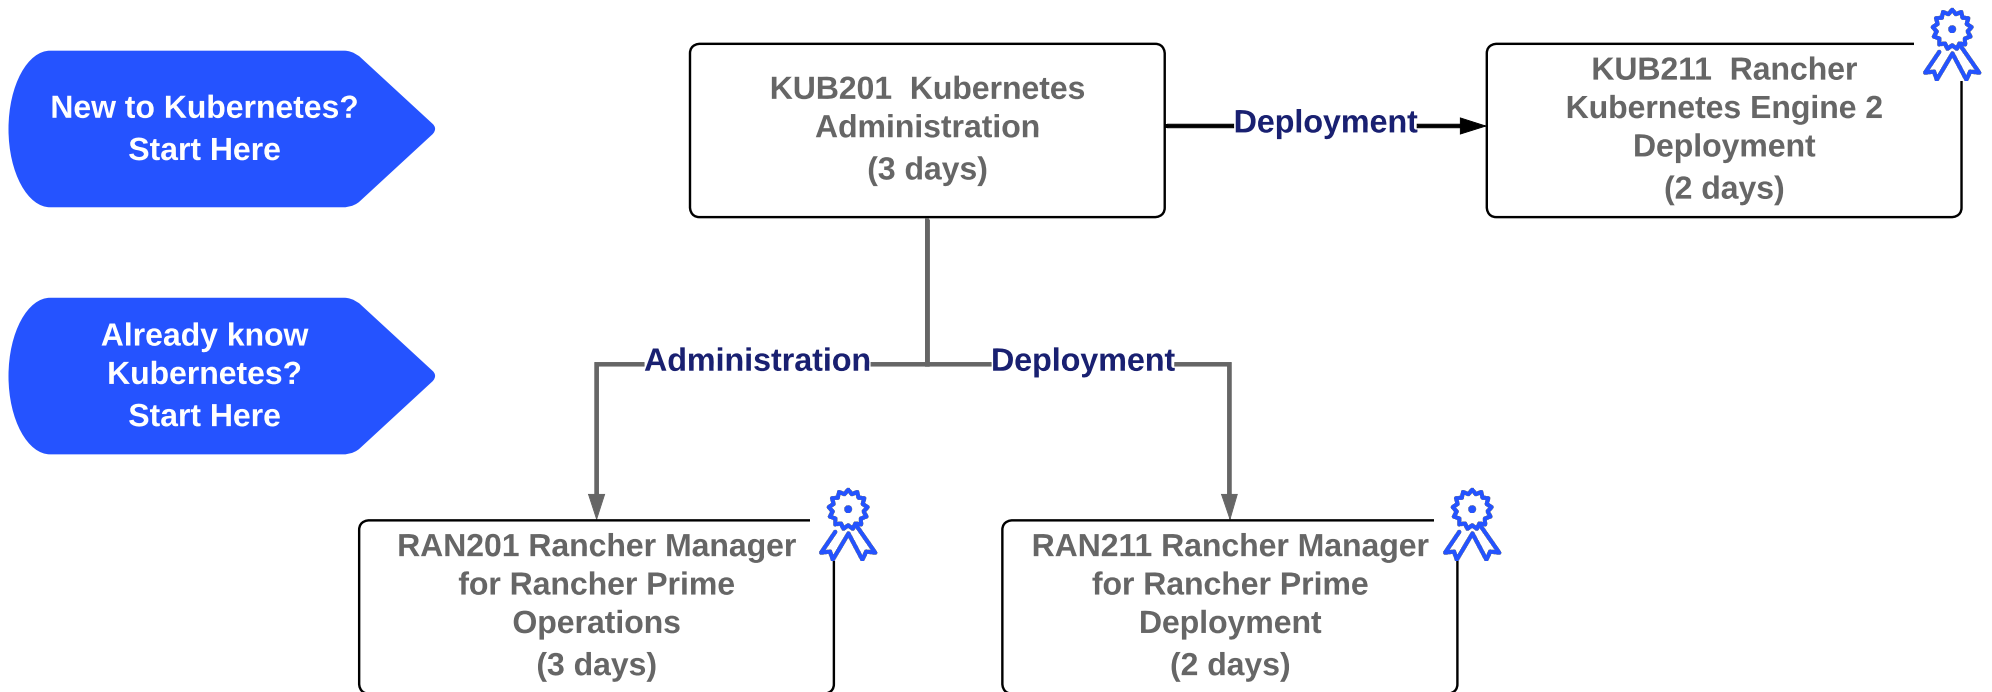 New to Kubernetes?
Start Here
KUB201  Kubernetes
Administration
(3 days)
Deployment
KUB211  Rancher
Kubernetes Engine 2
Deployment
(2 days)
Already know
Kubernetes?
Start Here
Administration
Deployment
RAN201 Rancher Manager
for Rancher Prime
Operations
(3 days)
RAN211 Rancher Manager
for Rancher Prime
Deployment
(2 days)